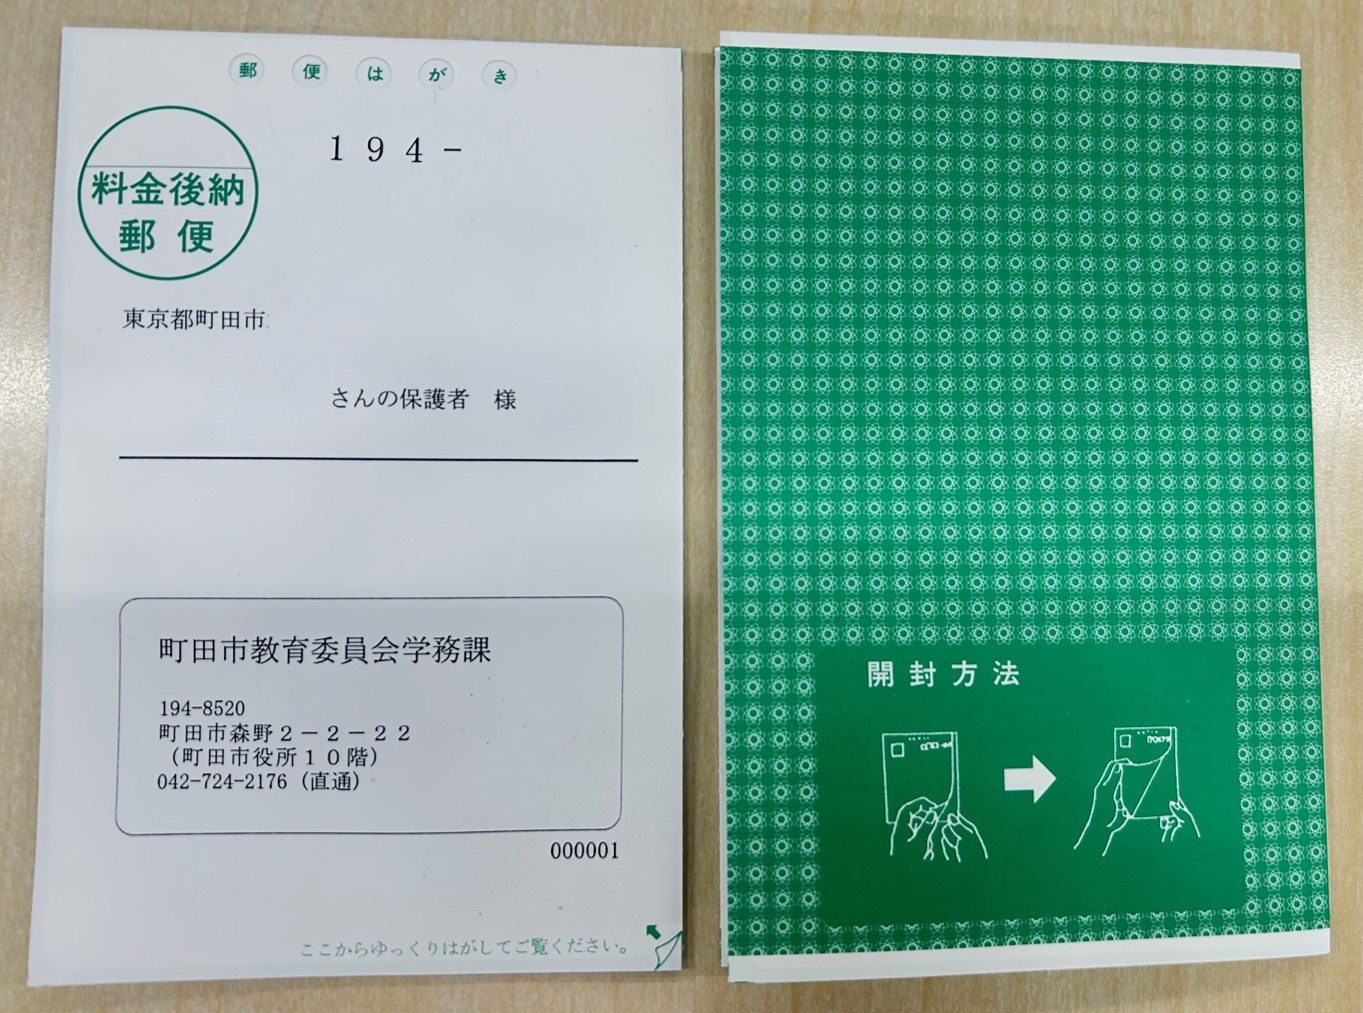 郵便はがき
194-
料金後納
郵便
東京都町田市
さんの保護者 様
町田市教育委員会学務課
194-8520
町田市森野2-2-22
(町田市役所10階)
042-724-2176 (直通)
000001
ここからゆっくりはがしてご覧ください。
開封方法